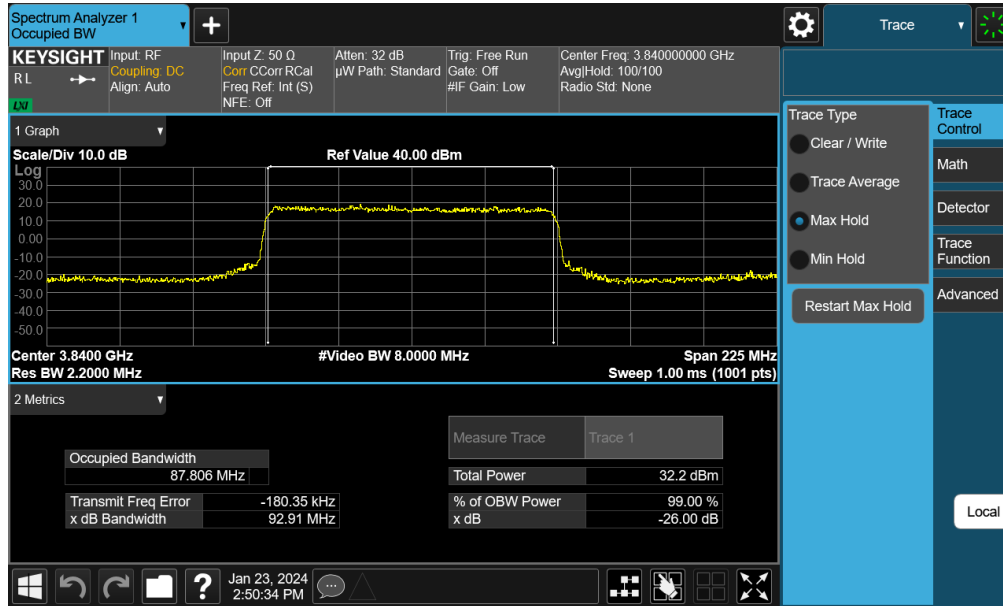 Spectrum Analyzer 1
Occupied BW
+
Trace
KEYSIGHT
R L
LXI
Input: RF
Coupling: DC
Align: Auto
Input Z: 50 Ω
Corr CCorr RCal
Freq Ref: Int (S)
NFE: Off
Atten: 32 dB
µW Path: Standard
Trig: Free Run
Gate: Off
#IF Gain: Low
Center Freq: 3.840000000 GHz
Avg|Hold: 100/100
Radio Std: None
1 Graph
Scale/Div 10.0 dB
Ref Value 40.00 dBm
Log
30.0
20.0
10.0
0.00
-10.0
-20.0
-30.0
-40.0
-50.0
Center 3.8400 GHz
#Video BW 8.0000 MHz
Span 225 MHz
Res BW 2.2000 MHz
Sweep 1.00 ms (1001 pts)
2 Metrics
Measure Trace
Trace 1
Occupied Bandwidth
87.806 MHz
Total Power
32.2 dBm
Transmit Freq Error
-180.35 kHz
% of OBW Power
99.00 %
x dB Bandwidth
92.91 MHz
x dB
-26.00 dB
Trace Type
Clear / Write
Trace Average
Max Hold
Min Hold
Restart Max Hold
Trace
Control
Math
Detector
Trace
Function
Advanced
Local
?
Jan 23, 2024
2:50:34 PM